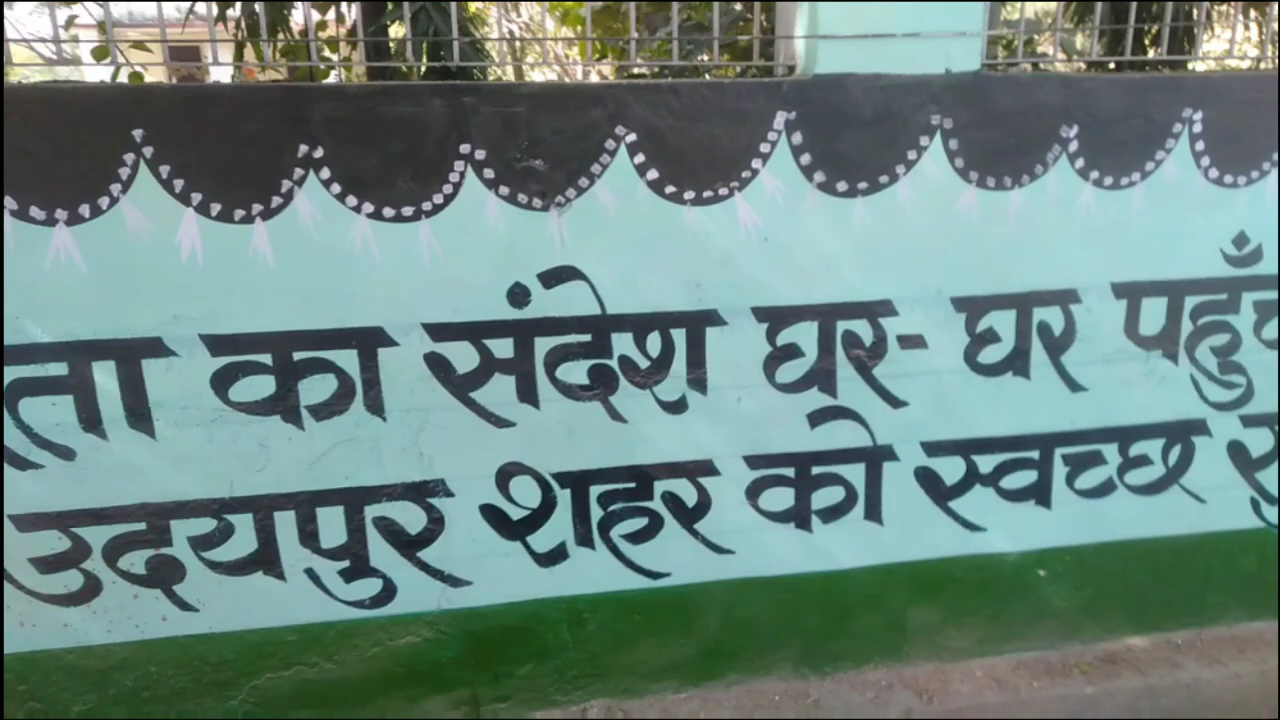 का संदेश घर- घर
उदयपुर शहर को स्वच्छ